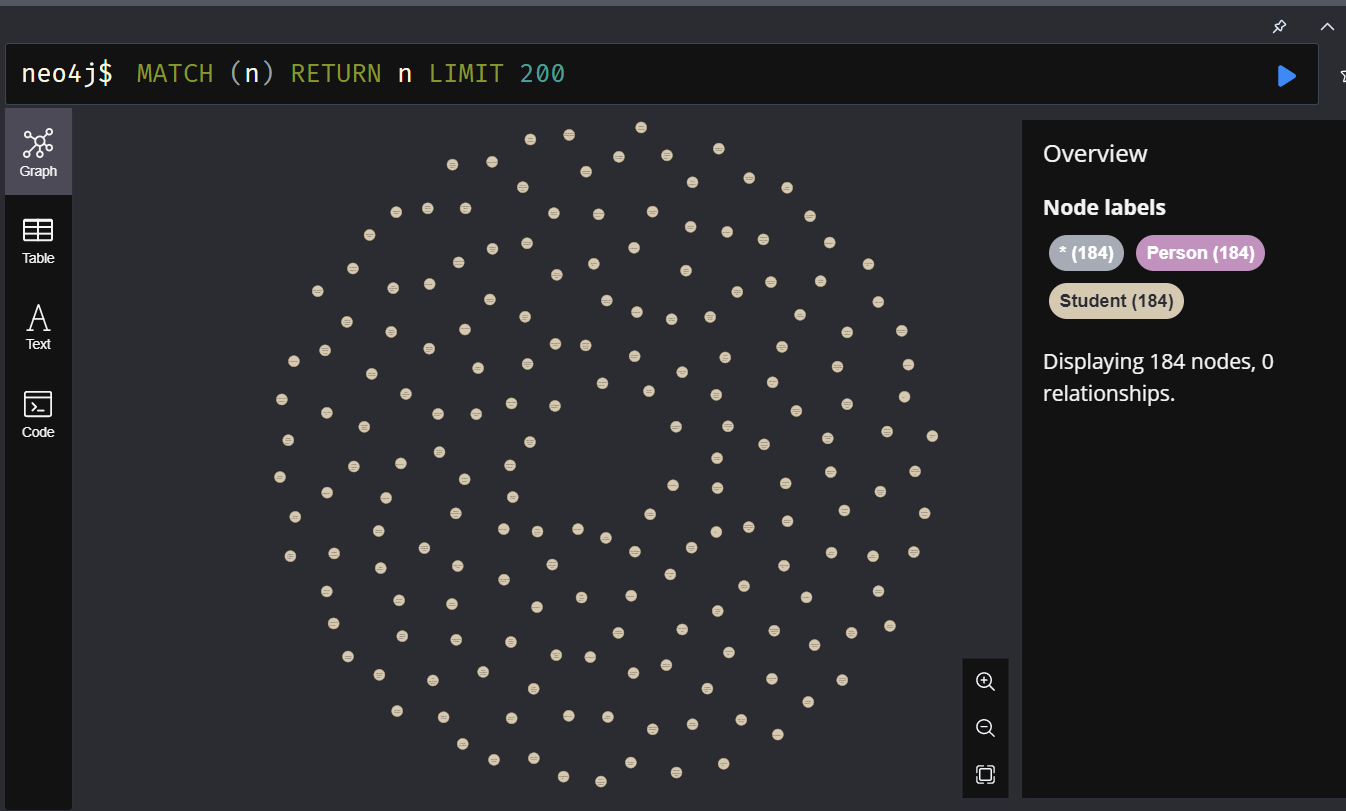 neo4j$ MATCH (n) RETURN n LIMIT 200
Graph
Table
Text
Code
Overview
Node labels
* (184) Person (184)
Student (184)
Displaying 184 nodes, 0
relationships.